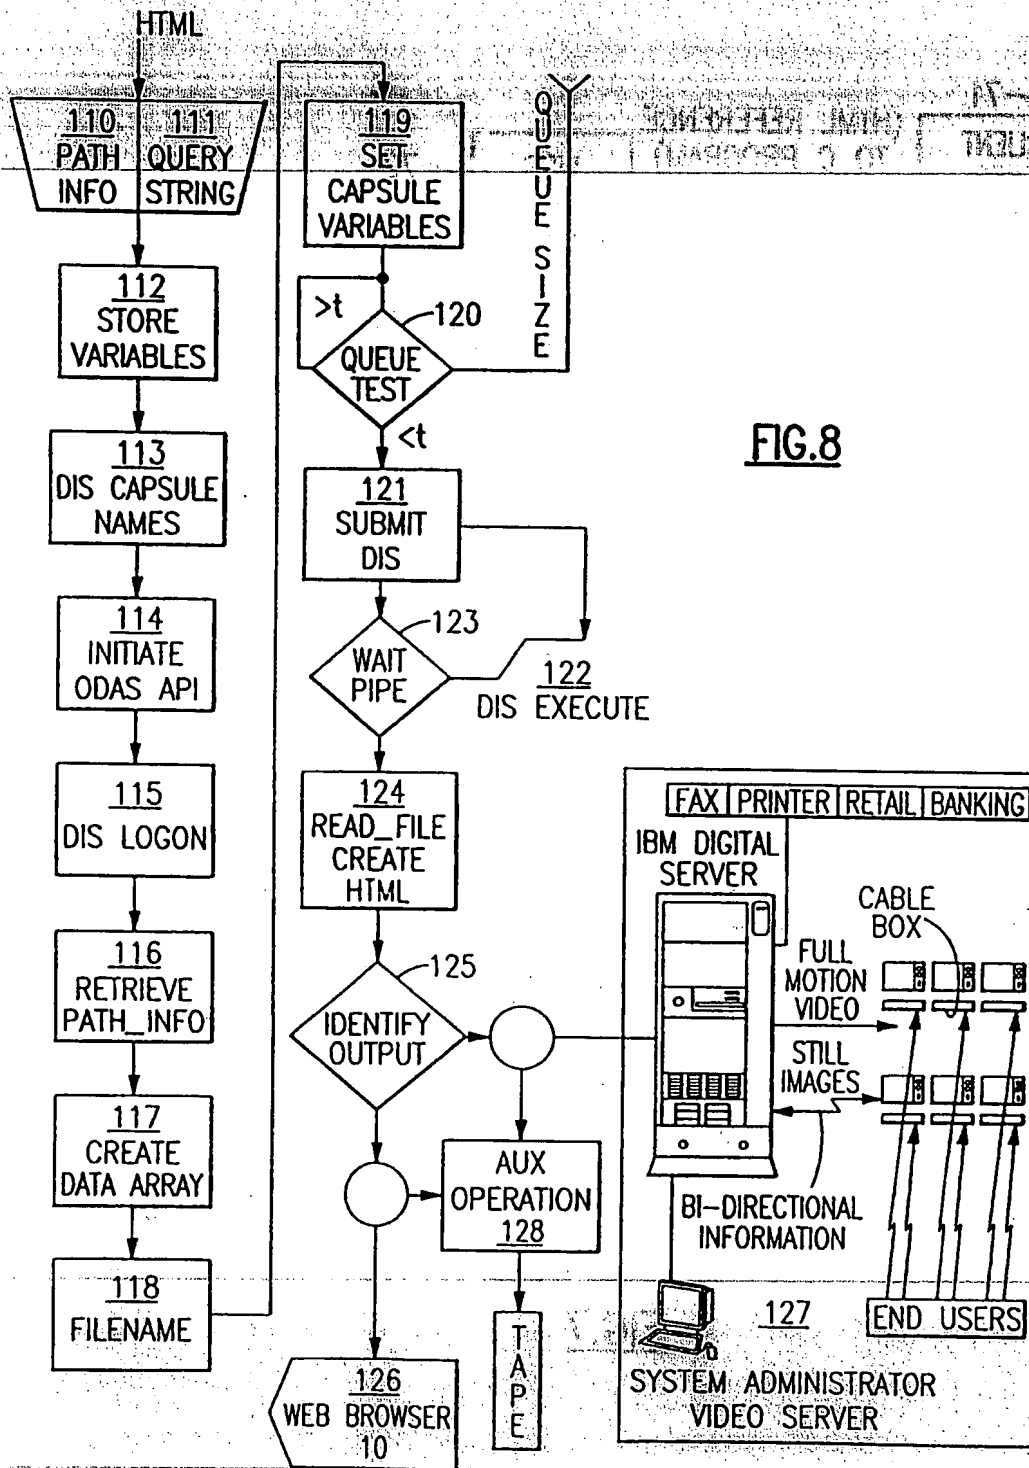 HTML
110 111
PATH QUERY
INFO STRING
112
STORE
VARIABLES
113
DIS CAPSULE
NAMES
114
INITIATE
ODAS API
115
DIS LOGON
116
RETRIEVE
PATH_INFO
117
CREATE
DATA ARRAY
118
FILENAME
119
SET
CAPSULE
VARIABLES
QUEUE SIZE
>t
120
QUEUE
TEST
<t
121
SUBMIT
DIS
123
WAIT
PIPE
122
DIS EXECUTE
124
READ_FILE
CREATE
HTML
125
IDENTIFY
OUTPUT
AUX
OPERATION
128
TAPE
126
WEB BROWSER
10
FIG.8
FAX PRINTER RETAIL BANKING
IBM DIGITAL
SERVER
CABLE
BOX
FULL
MOTION
VIDEO
STILL
IMAGES
BI-DIRECTIONAL
INFORMATION
127
END USERS
SYSTEM ADMINISTRATOR
VIDEO SERVER